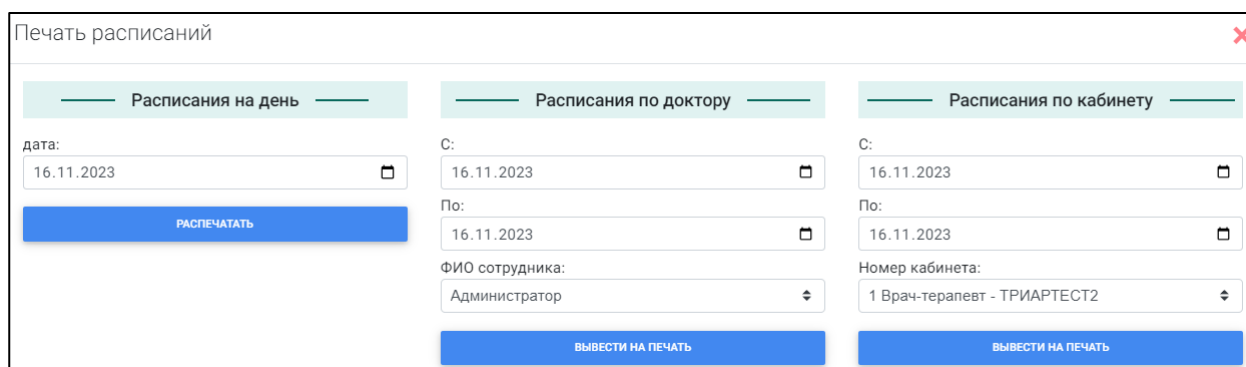 Печать расписаний
Расписания на день
дата:
16.11.2023
РАСПЕЧАТАТЬ
Расписания по доктору
С:
16.11.2023
По:
16.11.2023
ФИО сотрудника:
Администратор
ВЫВЕСТИ НА ПЕЧАТЬ
Расписания по кабинету
С:
16.11.2023
По:
16.11.2023
Номер кабинета:
1 Врач-терапевт - ТРИАРТЕСТ2
ВЫВЕСТИ НА ПЕЧАТЬ